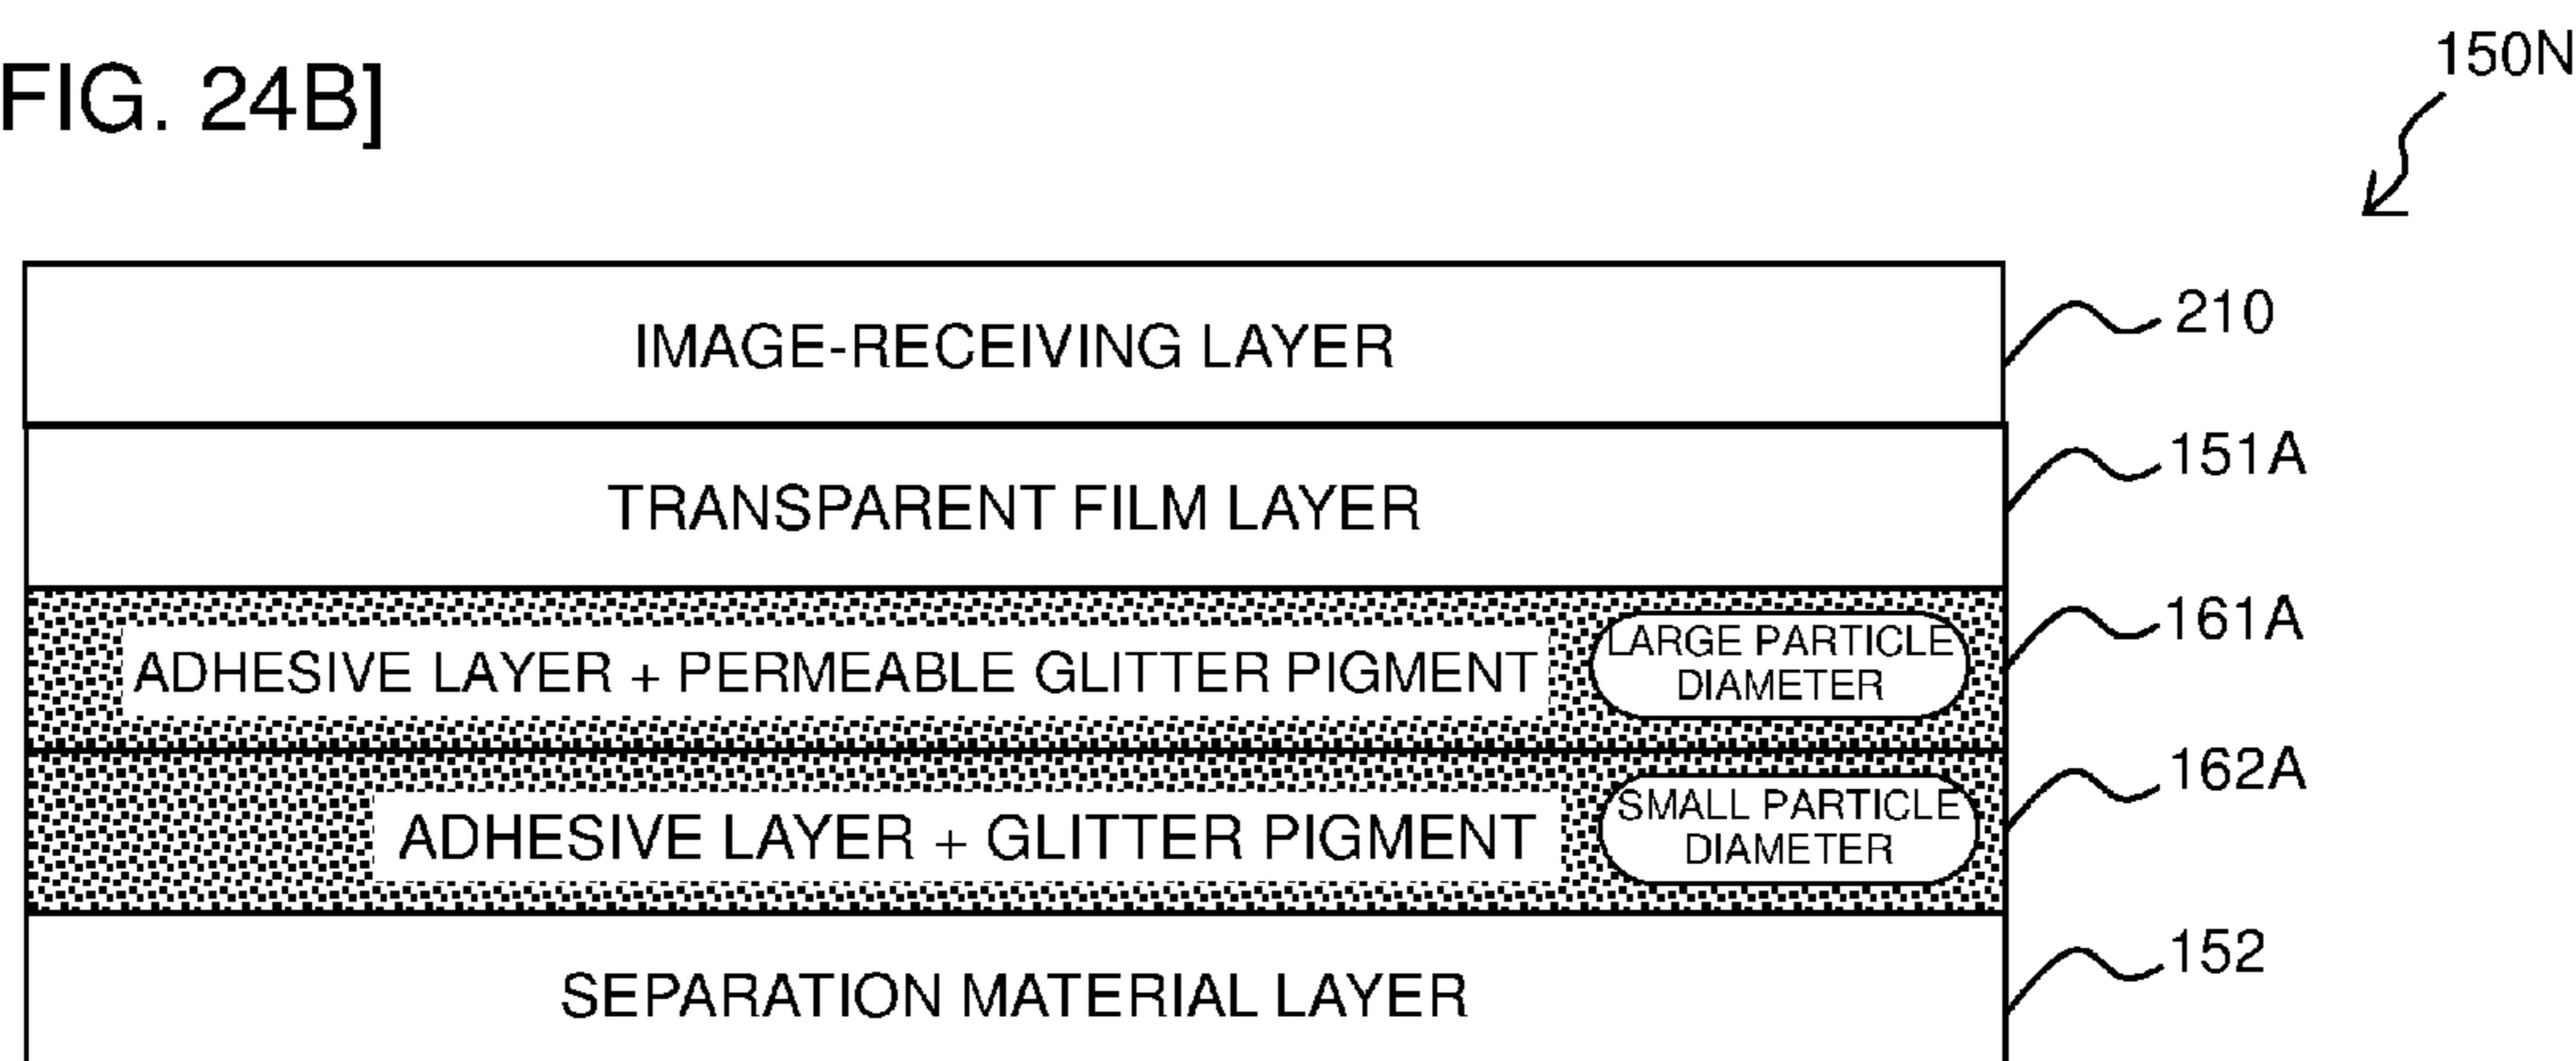 FIG. 24B]
150N
IMAGE-RECEIVING LAYER
210
TRANSPARENT FILM LAYER
151A
ADHESIVE LAYER + PERMEABLE GLITTER PIGMENT
LARGE PARTICLE
DIAMETER
161A
ADHESIVE LAYER + GLITTER PIGMENT
SMALL PARTICLE
DIAMETER
162A
SEPARATION MATERIAL LAYER
152